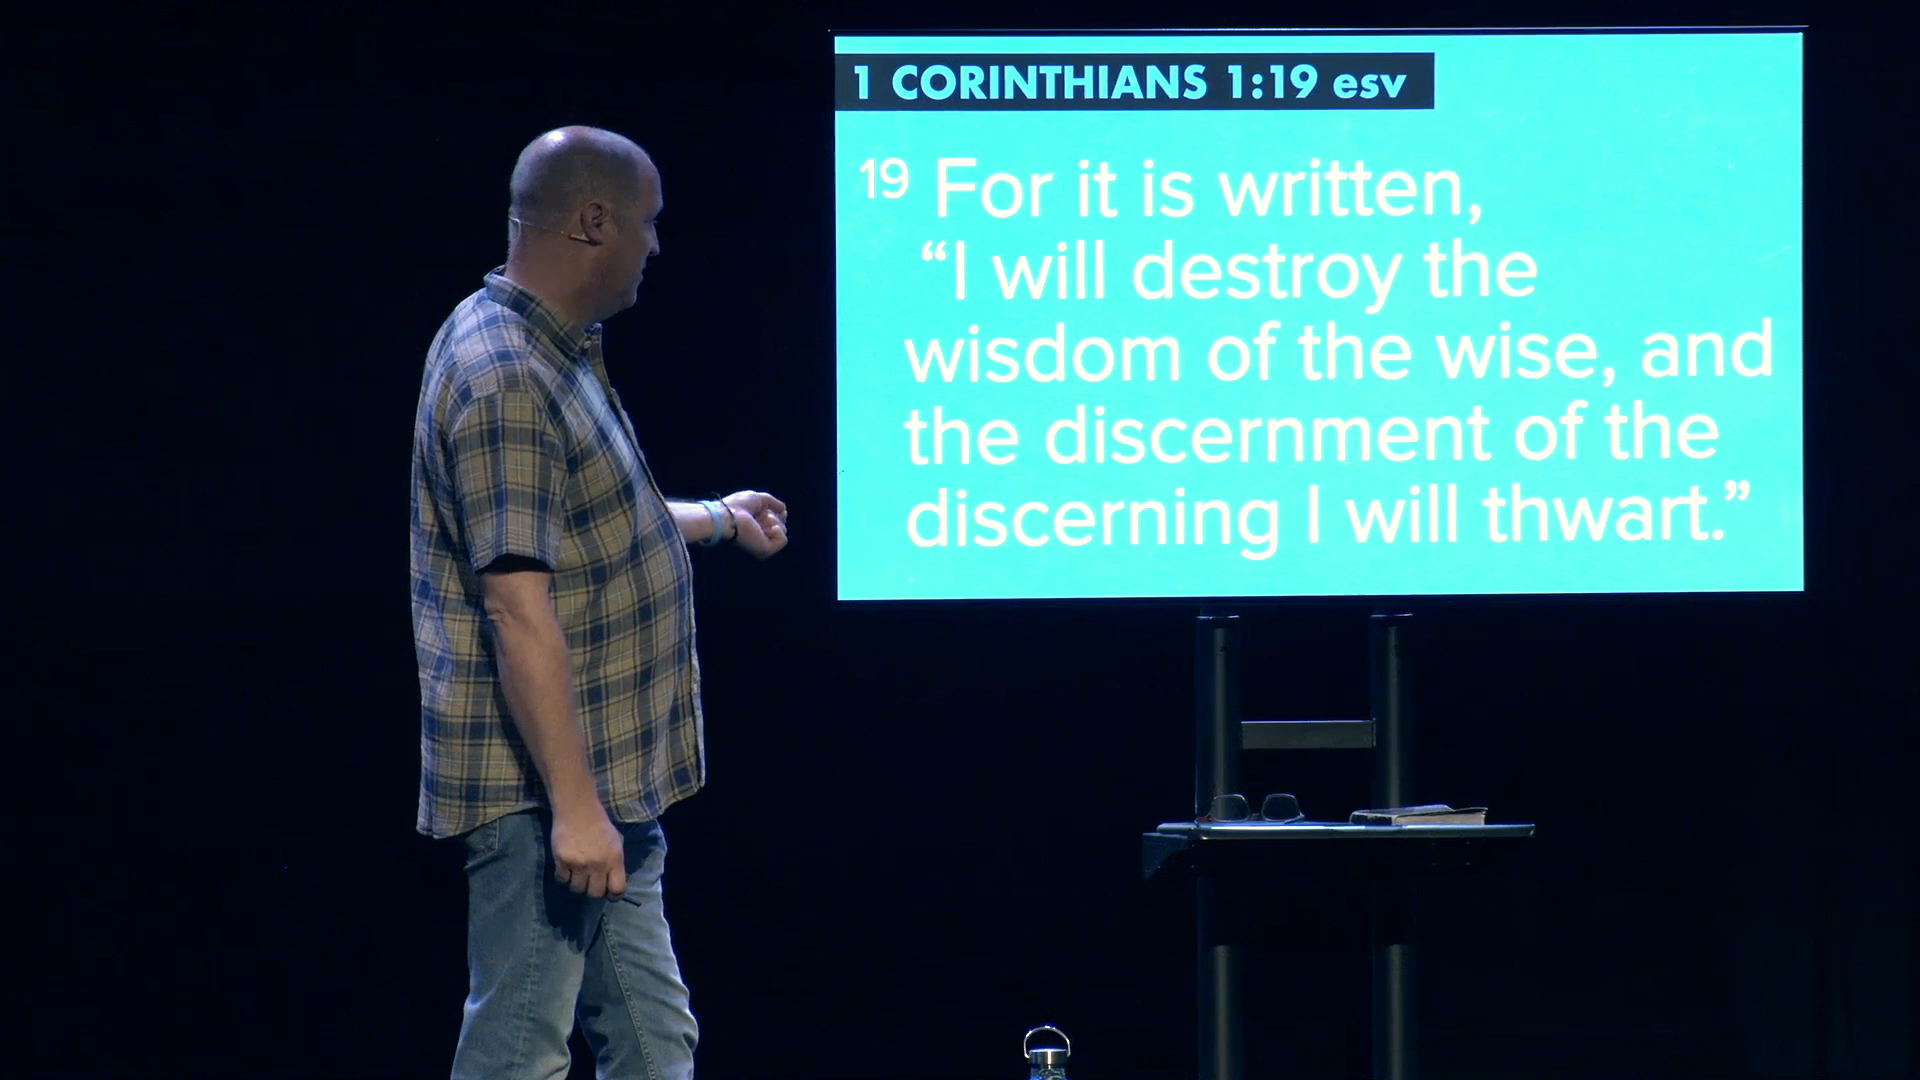 1 CORINTHIANS 1:19 esv
19 For it is written,
“I will destroy the
wisdom of the wise, and
the discernment of the
discerning I will thwart.”